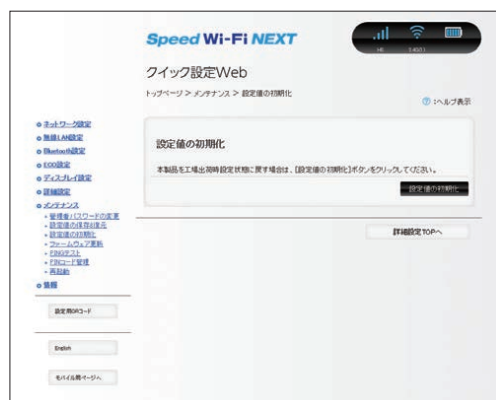 Speed Wi-Fi NEXT
クイック設定Web
トップページ > メンテナンス > 設定値の初期化
:ヘルプ表示
ネットワーク設定
無線LAN設定
Bluetooth設定
ECO設定
ディスプレイ設定
詳細設定
メンテナンス
管理者パスワードの変更
設定値の保存&復元
設定値の初期化
ファームウェア更新
PINGテスト
PINコード管理
再起動
情報
設定用QRコード
English
モバイル用ページへ
設定値の初期化
本製品を工場出荷時設定状態に戻す場合は、[設定値の初期化]ボタンをクリックしてください。
設定値の初期化
詳細設定TOPへ